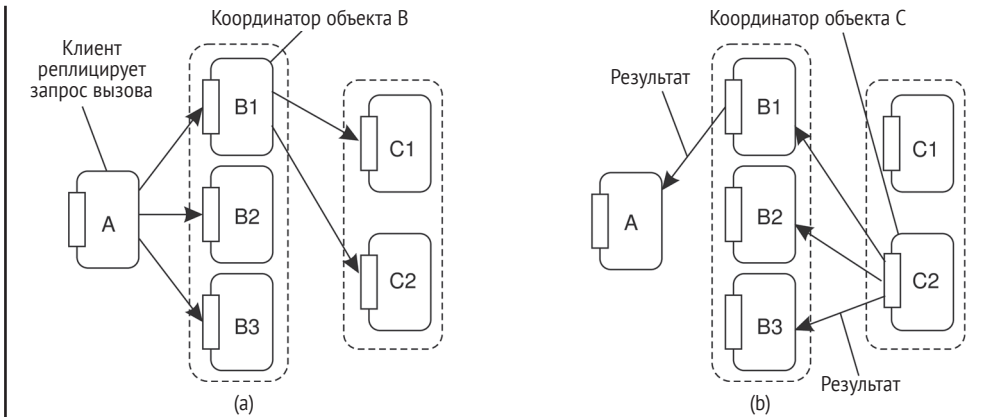 Координатор объекта B
Клиент
реплицирует
запрос вызова
B1
C1
A
B2
C2
B3
(a)
Координатор объекта C
Результат
B1
C1
A
B2
C2
B3
Результат
(b)